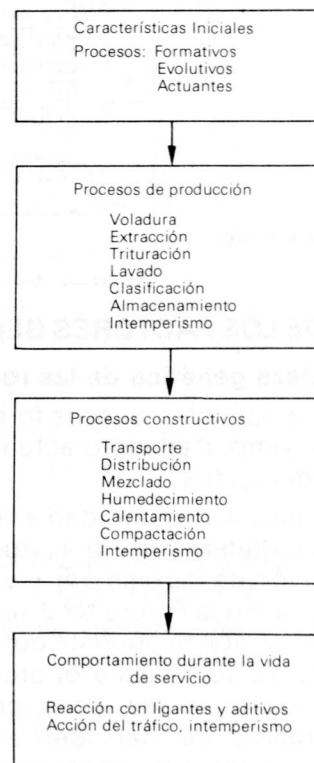 Características Iniciales
Procesos: Formativos
Evolutivos
Actuantes
Procesos de producción
Voladura
Extracción
Trituración
Lavado
Clasificación
Almacenamiento
Intemperismo
Procesos constructivos
Transporte
Distribución
Mezclado
Humedecimiento
Calentamiento
Compactación
Intemperismo
Comportamiento durante la vida
de servicio
Reacción con ligantes y aditivos
Acción del tráfico, intemperismo